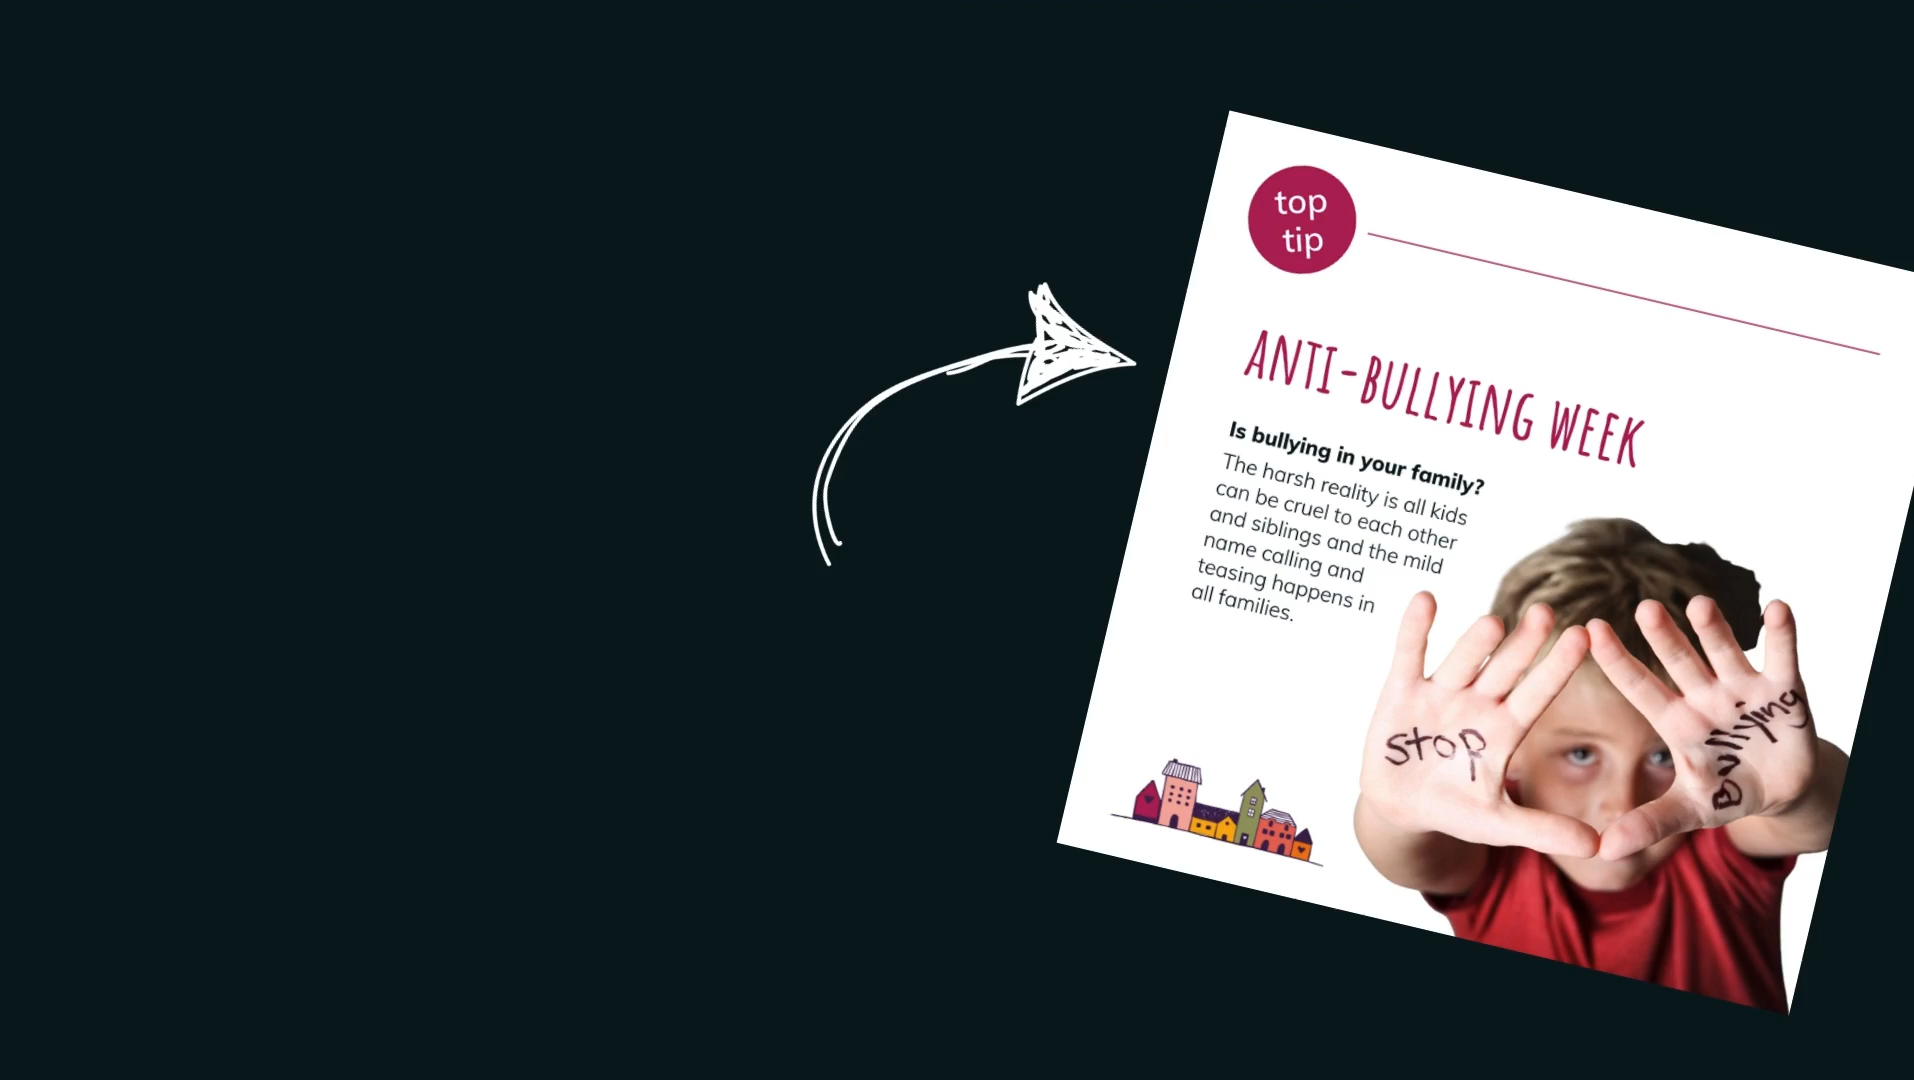 top
tip
ANTI-BULLYING WEEK
Is bullying in your family?
The harsh reality is all kids
can be cruel to each other
and siblings and the mild
name calling and
teasing happens in
all families.
Stop
Bullying